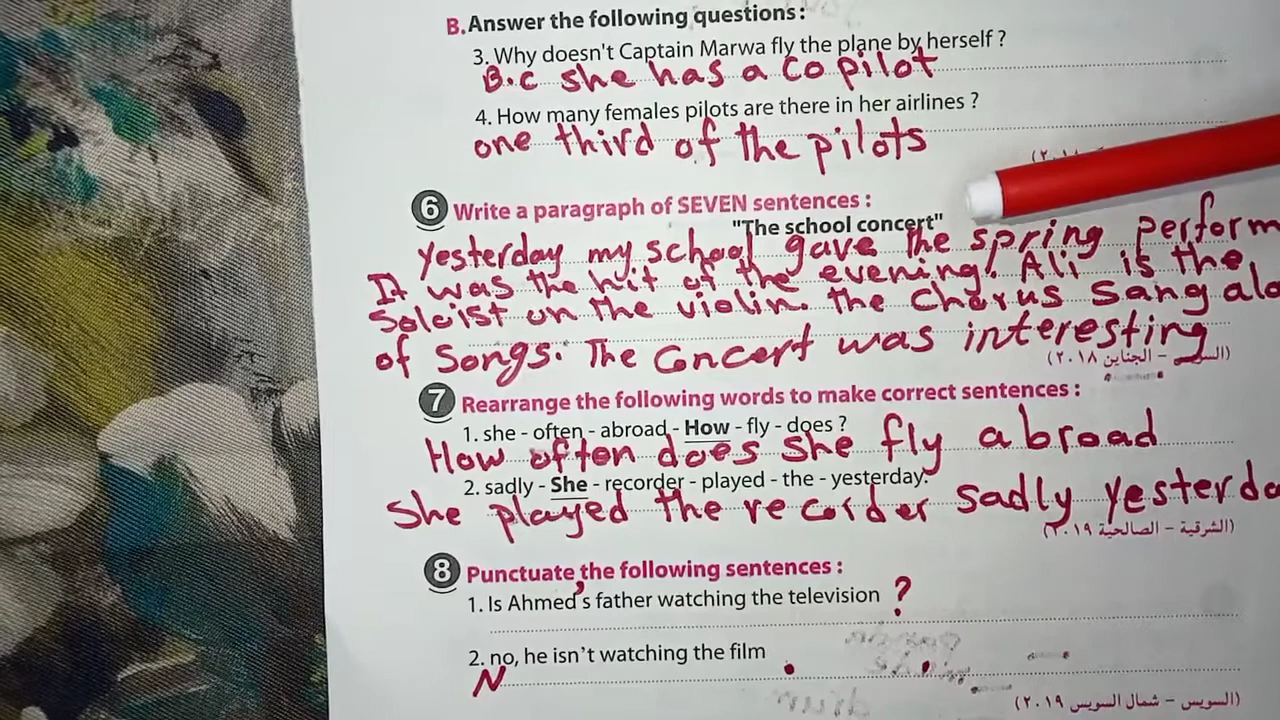 B. Answer the following questions :
3. Why doesn't Captain Marwa fly the plane by herself ?
B.c she has a co pilot
4. How many females pilots are there in her airlines ?
one third of the pilots
6 Write a paragraph of SEVEN sentences :
"The school concert"
Yesterday my school gave the spring perform
It was the hit of the evening. Ali is the
Soloist on the violin. the chorus sang alo
of songs. The concert was interesting
(السويس – الجناين ٢٠١٨)
7 Rearrange the following words to make correct sentences :
1. she - often - abroad - How - fly - does ?
How often does she fly abroad
2. sadly - She - recorder - played - the - yesterday.
She played the recorder sadly yesterda
(الشرقية – الصالحية ٢٠١٩)
8 Punctuate the following sentences :
1. Is Ahmed's father watching the television ?
2. no, he isn't watching the film .
N
(السويس – شمال السويس ٢٠١٩)